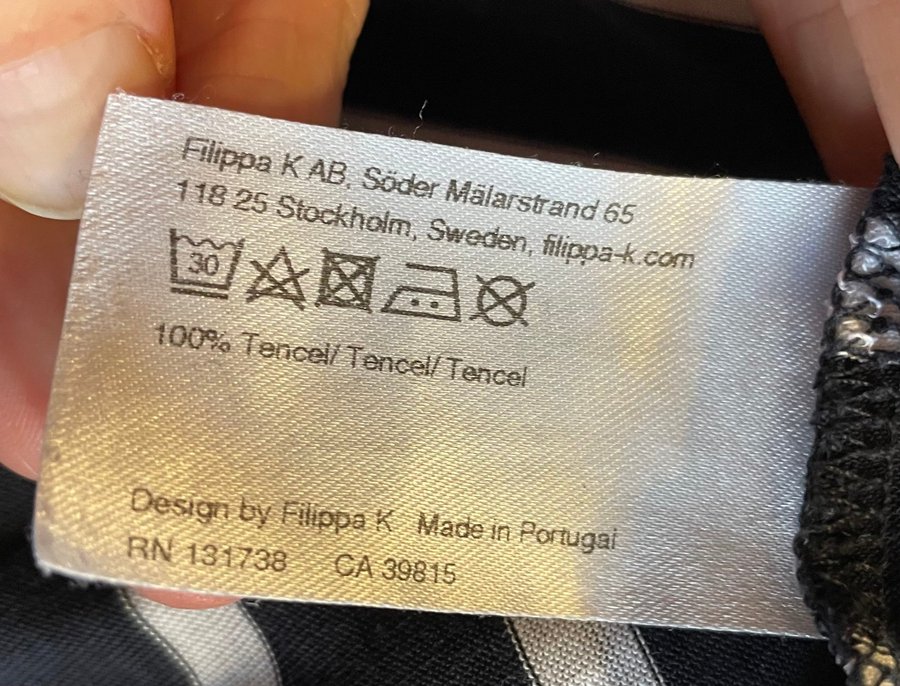 Filippa K AB, Söder Mälarstrand 65
118 25 Stockholm, Sweden, filippa-k.com
30
100% Tencel/ Tencel/ Tencel
Design by Filippa K Made in Portugal
RN 131738 CA 39815